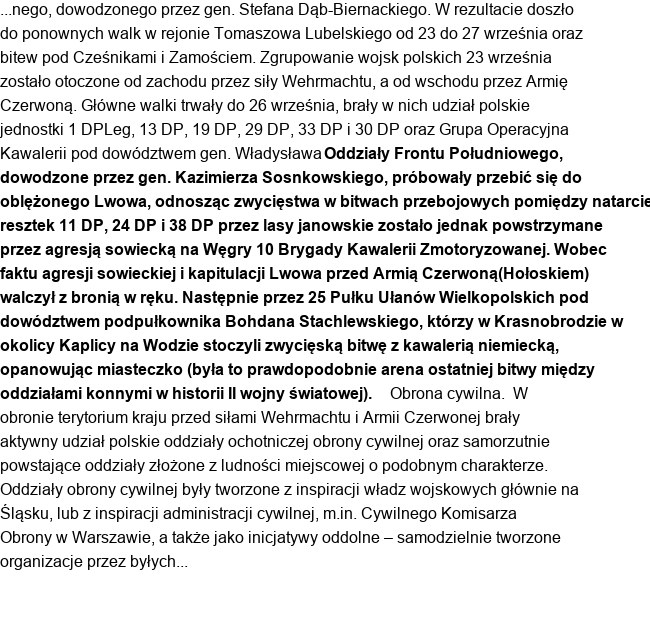 ...nego, dowodzonego przez gen. Stefana Dąb-Biernackiego. W rezultacie doszło
do ponownych walk w rejonie Tomaszowa Lubelskiego od 23 do 27 września oraz
bitew pod Cześnikami i Zamościem. Zgrupowanie wojsk polskich 23 września
zostało otoczone od zachodu przez siły Wehrmachtu, a od wschodu przez Armię
Czerwoną. Główne walki trwały do 26 września, brały w nich udział polskie
jednostki 1 DPLeg, 13 DP, 19 DP, 29 DP, 33 DP i 30 DP oraz Grupa Operacyjna
Kawalerii pod dowództwem gen. Władysława Oddziały Frontu Południowego,
dowodzone przez gen. Kazimierza Sosnkowskiego, próbowały przebić się do
oblężonego Lwowa, odnosząc zwycięstwa w bitwach przebojowych pomiędzy natarcie
resztek 11 DP, 24 DP i 38 DP przez lasy janowskie zostało jednak powstrzymane
przez agresją sowiecką na Węgry 10 Brygady Kawalerii Zmotoryzowanej. Wobec
faktu agresji sowieckiej i kapitulacji Lwowa przed Armią Czerwoną(Hołoskiem)
walczył z bronią w ręku. Następnie przez 25 Pułku Ułanów Wielkopolskich pod
dowództwem podpułkownika Bohdana Stachlewskiego, którzy w Krasnobrodzie w
okolicy Kaplicy na Wodzie stoczyli zwycięską bitwę z kawalerią niemiecką,
opanowując miasteczko (była to prawdopodobnie arena ostatniej bitwy między
oddziałami konnymi w historii II wojny światowej). Obrona cywilna. W
obronie terytorium kraju przed siłami Wehrmachtu i Armii Czerwonej brały
aktywny udział polskie oddziały ochotniczej obrony cywilnej oraz samorzutnie
powstające oddziały złożone z ludności miejscowej o podobnym charakterze.
Oddziały obrony cywilnej były tworzone z inspiracji władz wojskowych głównie na
Śląsku, lub z inspiracji administracji cywilnej, m.in. Cywilnego Komisarza
Obrony w Warszawie, a także jako inicjatywy oddolne – samodzielnie tworzone
organizacje przez byłych...